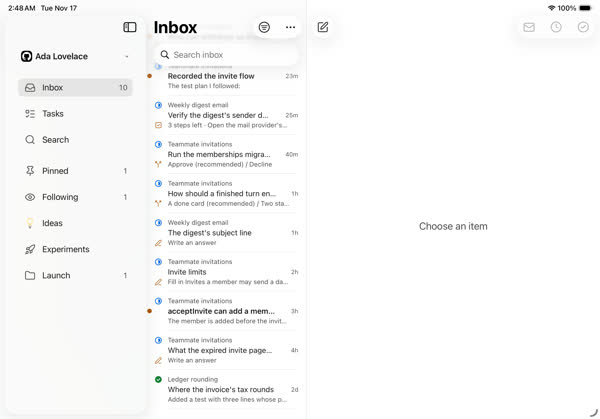 2:48 AM Tue Nov 17
100%
Ada Lovelace
Inbox 10
Tasks
Search
Pinned 1
Following 1
Ideas
Experiments
Launch 1
Inbox
Search inbox
Teammate invitations
Recorded the invite flow 23m
The test plan I followed:
Weekly digest email
Verify the digest's sender d... 25m
3 steps left · Open the mail provider's...
Teammate invitations
Run the memberships migra... 40m
Approve (recommended) / Decline
Teammate invitations
How should a finished turn en... 1h
A done card (recommended) / Two sta...
Weekly digest email
The digest's subject line 1h
Write an answer
Teammate invitations
Invite limits 2h
Fill in Invites a member may send a da...
Teammate invitations
acceptInvite can add a mem... 3h
The member is added before the invit...
Teammate invitations
What the expired invite page... 4h
Write an answer
Ledger rounding
Where the invoice's tax rounds 2d
Added a test with three lines whose p...
Choose an item